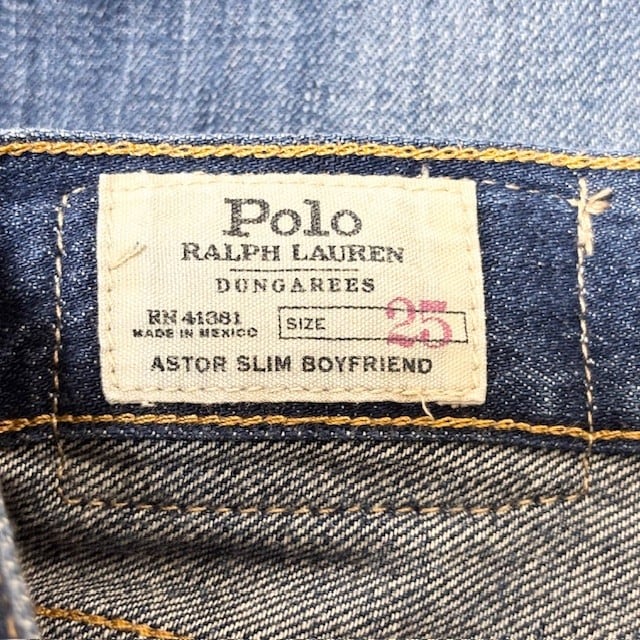 Polo
RALPH LAUREN
DUNGAREES
RN 41381
MADE IN MEXICO
SIZE 25
ASTOR SLIM BOYFRIEND